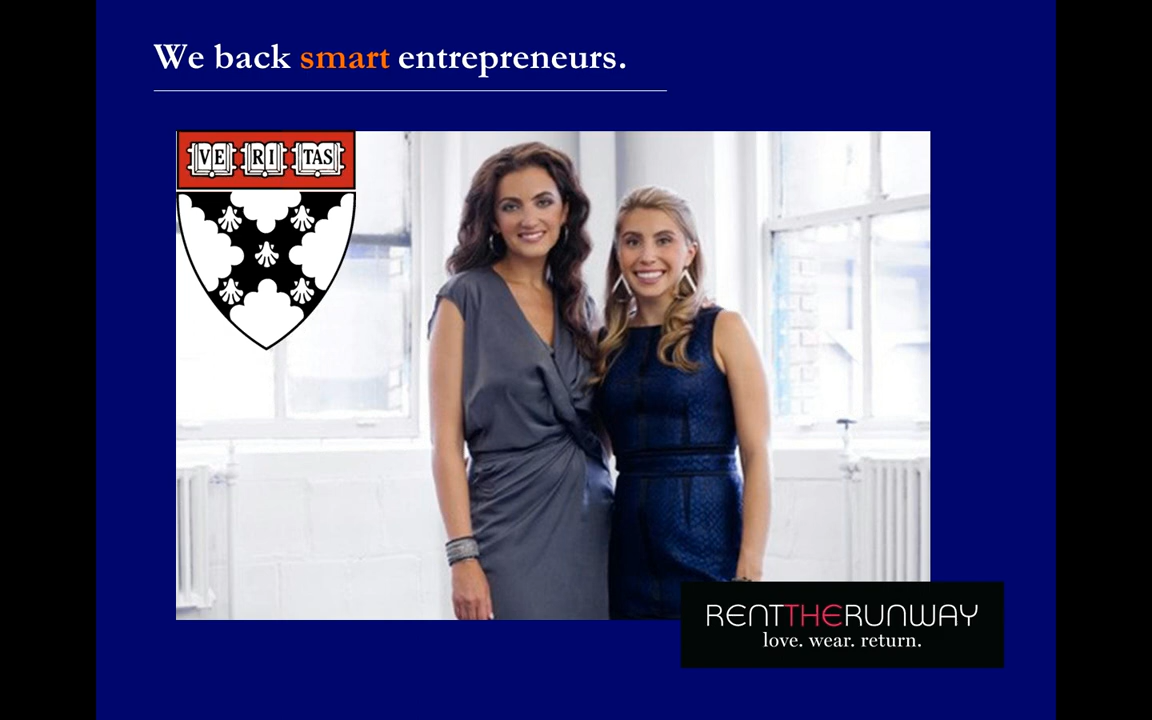 We back smart entrepreneurs.
VE RI TAS
RENTTHERUNWAY
love. wear. return.